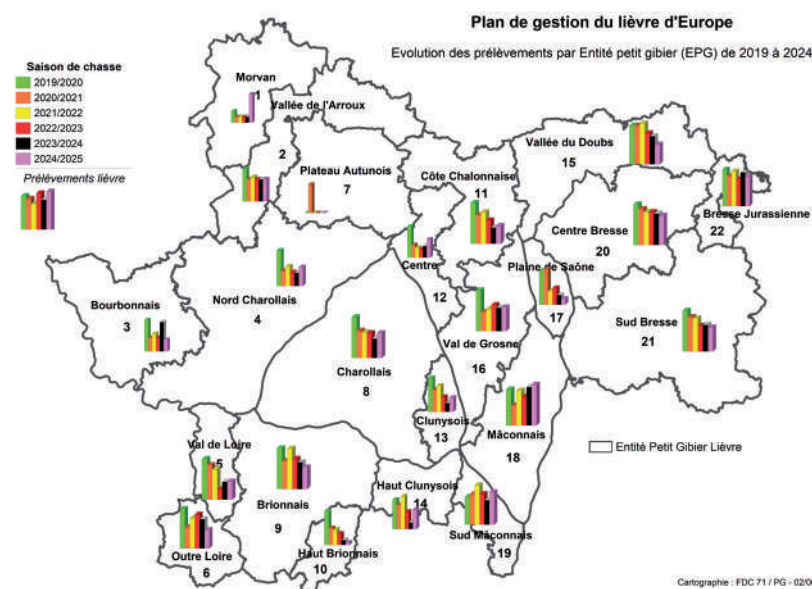 Plan de gestion du lièvre d'Europe
Evolution des prélèvements par Entité petit gibier (EPG) de 2019 à 2024
Saison de chasse
2019/2020
2020/2021
2021/2022
2022/2023
2023/2024
2024/2025
Prélèvements lièvre
Morvan
1
Vallée de l'Arroux
2
Plateau Autunois
7
Côte Chalonnaise
11
Vallée du Doubs
15
Bresse Jurassienne
22
Centre Bresse
20
Centre
12
Plaine de Saône
17
Nord Charollais
4
Bourbonnais
3
Val de Grosne
16
Sud Bresse
21
Charollais
8
Clunysois
13
Mâconnais
18
Entité Petit Gibier Lièvre
Val de Loire
5
Brionnais
9
Haut Clunysois
14
Sud Mâconnais
19
Outre Loire
6
Haut Brionnais
10
Cartographie : FDC 71 / PG - 02/0